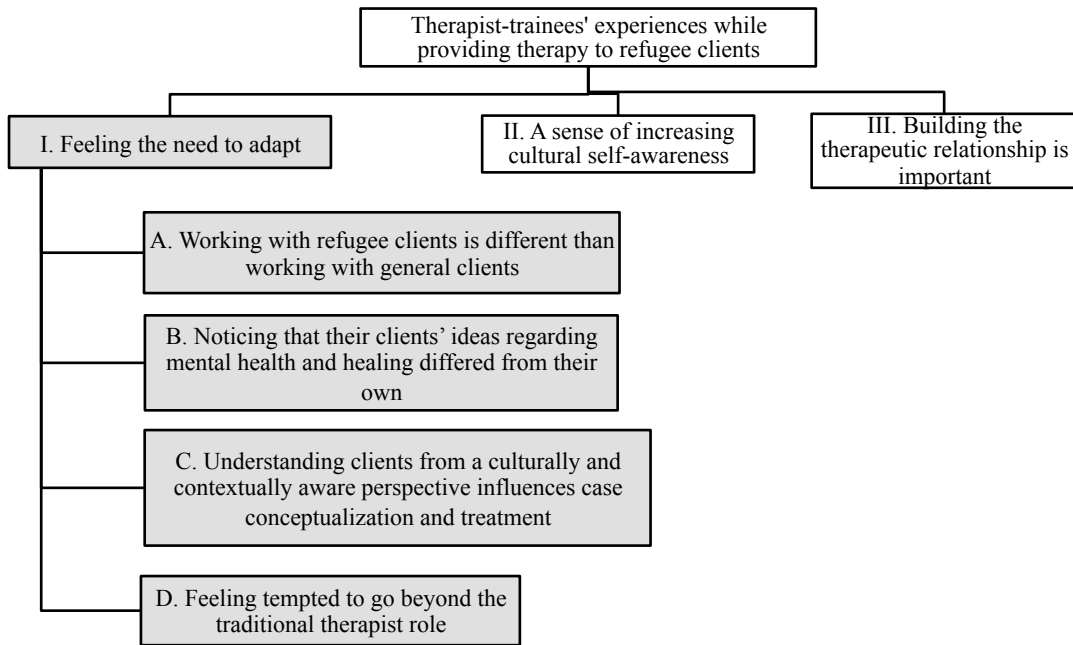 Therapist-trainees' experiences while
providing therapy to refugee clients
I. Feeling the need to adapt
II. A sense of increasing
cultural self-awareness
III. Building the
therapeutic relationship is
important
A. Working with refugee clients is different than
working with general clients
B. Noticing that their clients’ ideas regarding
mental health and healing differed from their
own
C. Understanding clients from a culturally and
contextually aware perspective influences case
conceptualization and treatment
D. Feeling tempted to go beyond the
traditional therapist role